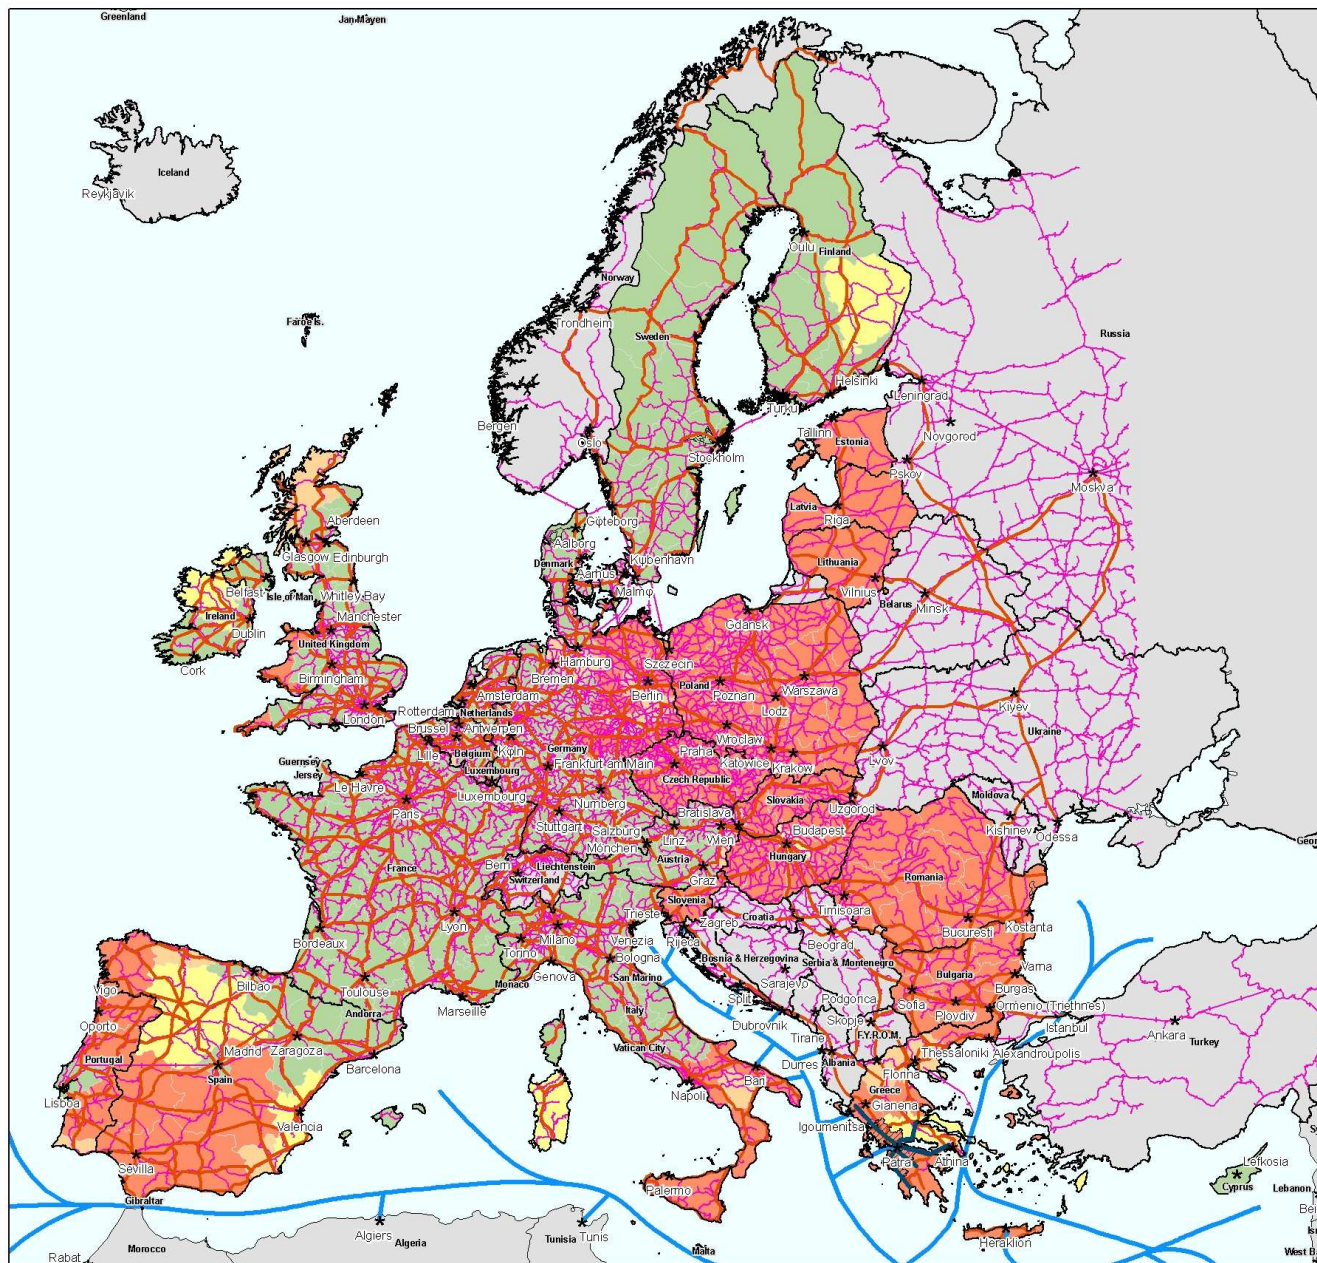 Greenland
Jan Mayen
Iceland
Reykjavik
Oulu
Finland
Norway
Faroe Is.
Trondheim
Sweden
Russia
Helsinki
Leningrad
Turku
Bergen
Oslo
Tallinn
Estonia
Novgorod
Stockholm
Pskov
Moskva
Latvia
Riga
Aberdeen
Göteborg
Aalborg
Glasgow
Edinburgh
Denmark
Kφbenhavn
Lithuania
Aarhus
Belfast
Isle of Man
Whitley Bay
Malmφ
Vilnius
Belarus
Minsk
Ireland
Manchester
Dublin
Gdansk
United Kingdom
Cork
Hamburg
Szczecin
Birmingham
Bremen
Berlin
Poland
Poznan
Warszawa
Amsterdam
Lodz
Kiyev
London
Rotterdam
Netherlands
Ukraine
Brussel
Antwerpen
Wroclaw
Lille
Belgium
Kφln
Germany
Praha
Katowice
Krakow
Lvov
Guernsey
Jersey
Luxembourg
Frankfurt am Main
Czech Republic
Le Havre
Luxembourg
Nurnberg
Slovakia
Moldova
Uzgorod
Paris
Stuttgart
Salzburg
Bratislava
Kishinev
Odessa
München
Linz
Wien
Budapest
Bern
Liechtenstein
Austria
Hungary
Geor
France
Switzerland
Graz
Romania
Slovenia
Timisoara
Lyon
Trieste
Zagreb
Croatia
Kostanta
Bordeaux
Torino
Milano
Venezia
Rijeca
Beograd
Bucuresti
Genova
Bologna
Bosnia & Herzegovina
Serbia & Montenegro
San Marino
Varna
Bilbao
Toulouse
Monaco
Sarajevo
Bulgaria
Burgas
Vigo
Marseille
Split
Podgorica
Sofia
Ormenio (Triethnes)
Andorra
Italy
Plovdiv
Oporto
Skopje
Istanbul
Dubrovnik
Ankara
Zaragoza
Vatican City
Tirane
F.Y.R.O.M.
Turkey
Portugal
Madrid
Barcelona
Thessaloniki
Alexandroupolis
Spain
Durres
Albania
Florina
Bari
Lisboa
Napoli
Greece
Gianena
Valencia
Igoumenitsa
Sevilla
Patra
Athina
Lefkosia
Palermo
Cyprus
Lebanon
Gibraltar
Bei
Algiers
Algeria
Tunisia
Tunis
Heraklion
Morocco
Malta
Rabat
West Ba